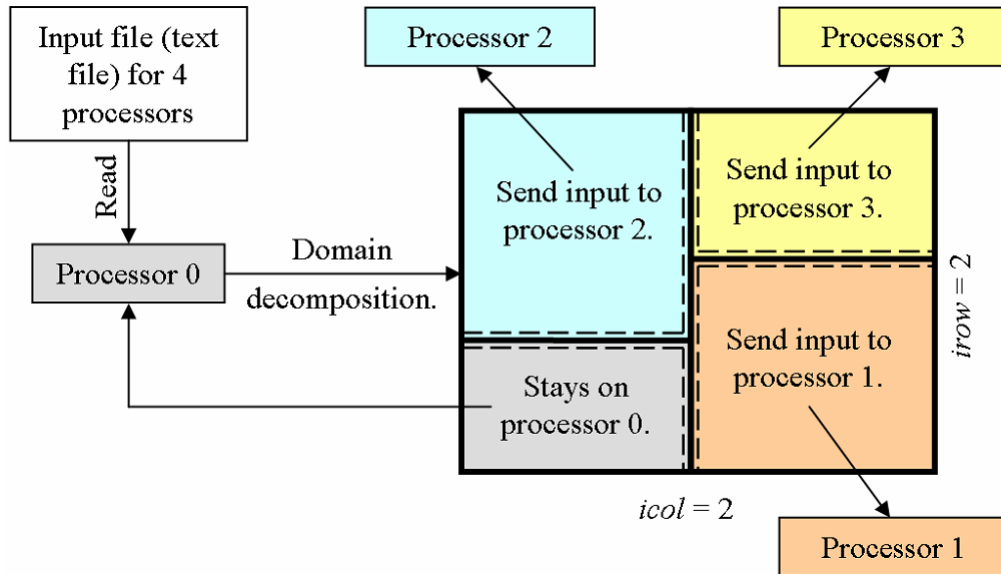 Input file (text
file) for 4
processors
Processor 2
Processor 3
Read
Send input to
processor 2.
Send input to
processor 3.
Processor 0
Domain
decomposition.
irow = 2
Send input to
processor 1.
Stays on
processor 0.
icol = 2
Processor 1